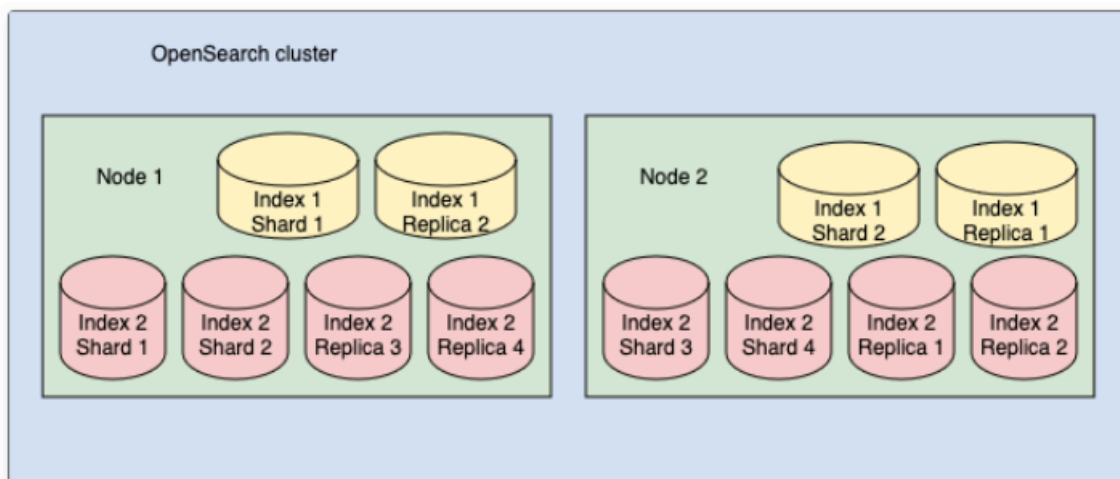 OpenSearch cluster
Node 1
Index 1
Shard 1
Index 1
Replica 2
Index 2
Shard 1
Index 2
Shard 2
Index 2
Replica 3
Index 2
Replica 4
Node 2
Index 1
Shard 2
Index 1
Replica 1
Index 2
Shard 3
Index 2
Shard 4
Index 2
Replica 1
Index 2
Replica 2